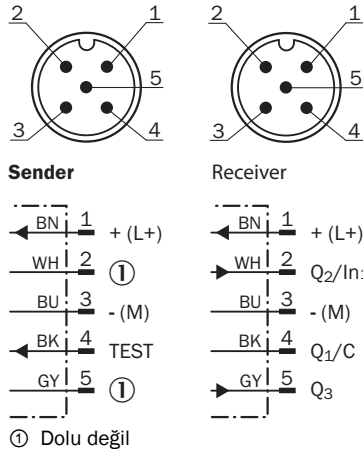 2 1 2 1
5 5
3 4 3 4
Sender Receiver
BN 1 + (L+) BN 1 + (L+)
WH 2 ① WH 2 Q₂/In
BU 3 - (M) BU 3 - (M)
BK 4 TEST BK 4 Q₁/C
GY 5 ① GY 5 Q₃
① Dolu değil